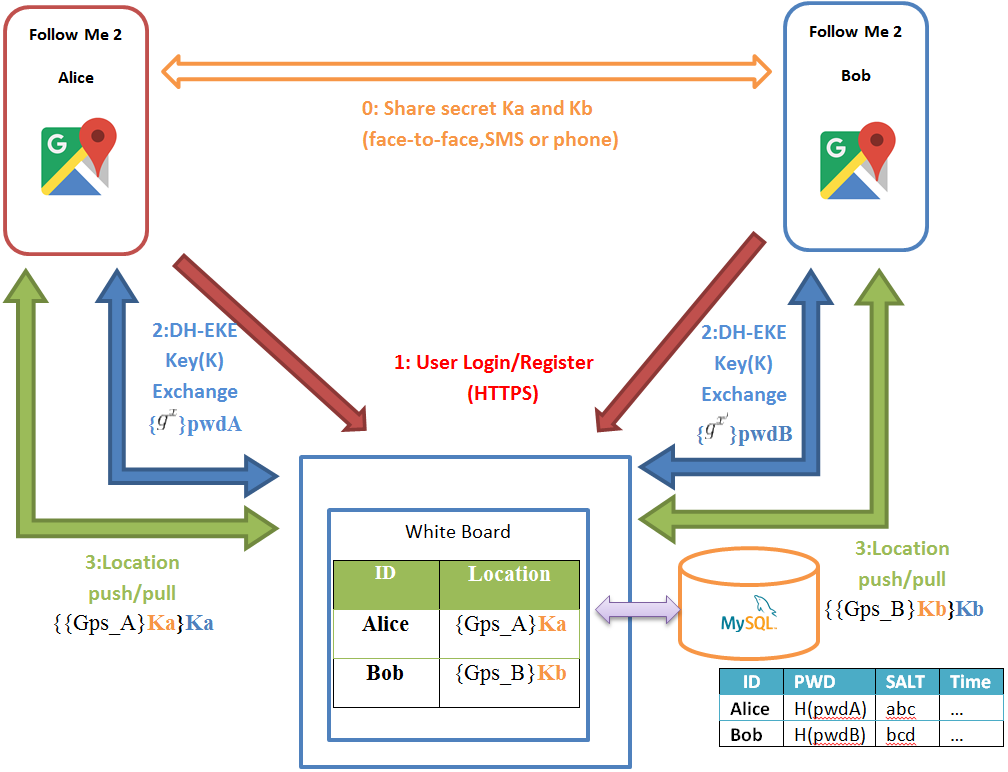 Follow Me 2
Alice
G
Follow Me 2
Bob
G
0: Share secret Ka and Kb
(face-to-face,SMS or phone)
2:DH-EKE
Key(K)
Exchange
{g^x}pwdA
1: User Login/Register
(HTTPS)
2:DH-EKE
Key(K)
Exchange
{g^x'}pwdB
3:Location
push/pull
{{Gps_A}Ka}Ka
White Board
ID Location
Alice {Gps_A}Ka
Bob {Gps_B}Kb
MySQL.
3:Location
push/pull
{{Gps_B}Kb}Kb
ID PWD SALT Time
Alice H(pwdA) abc ...
Bob H(pwdB) bcd ...